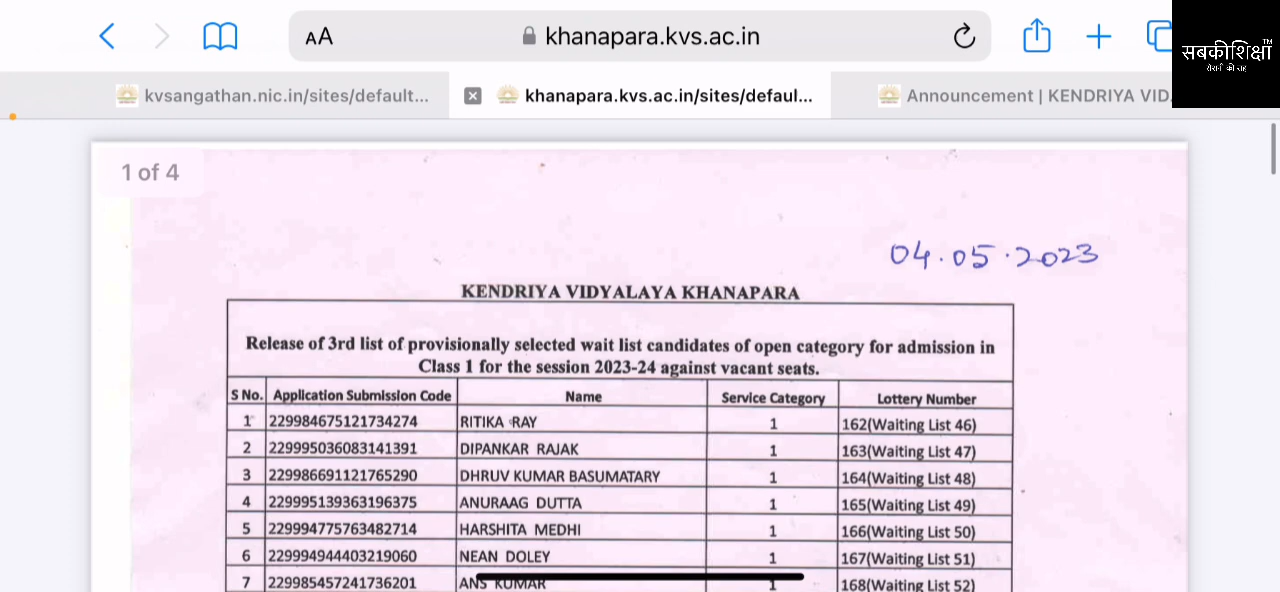 AA khanapara.kvs.ac.in
सबकीशिक्षा™
रोशनी की राह
kvsangathan.nic.in/sites/default... khanapara.kvs.ac.in/sites/defaul... Announcement | KENDRIYA VID
1 of 4
04.05.2023
KENDRIYA VIDYALAYA KHANAPARA
Release of 3rd list of provisionally selected wait list candidates of open category for admission in
Class 1 for the session 2023-24 against vacant seats.
S No. Application Submission Code Name Service Category Lottery Number
1 229984675121734274 RITIKA RAY 1 162(Waiting List 46)
2 229995036083141391 DIPANKAR RAJAK 1 163(Waiting List 47)
3 229986691121765290 DHRUV KUMAR BASUMATARY 1 164(Waiting List 48)
4 229995139363196375 ANURAAG DUTTA 1 165(Waiting List 49)
5 229994775763482714 HARSHITA MEDHI 1 166(Waiting List 50)
6 229994944403219060 NEAN DOLEY 1 167(Waiting List 51)
7 229985457241736201 ANS KUMAR 1 168(Waiting List 52)